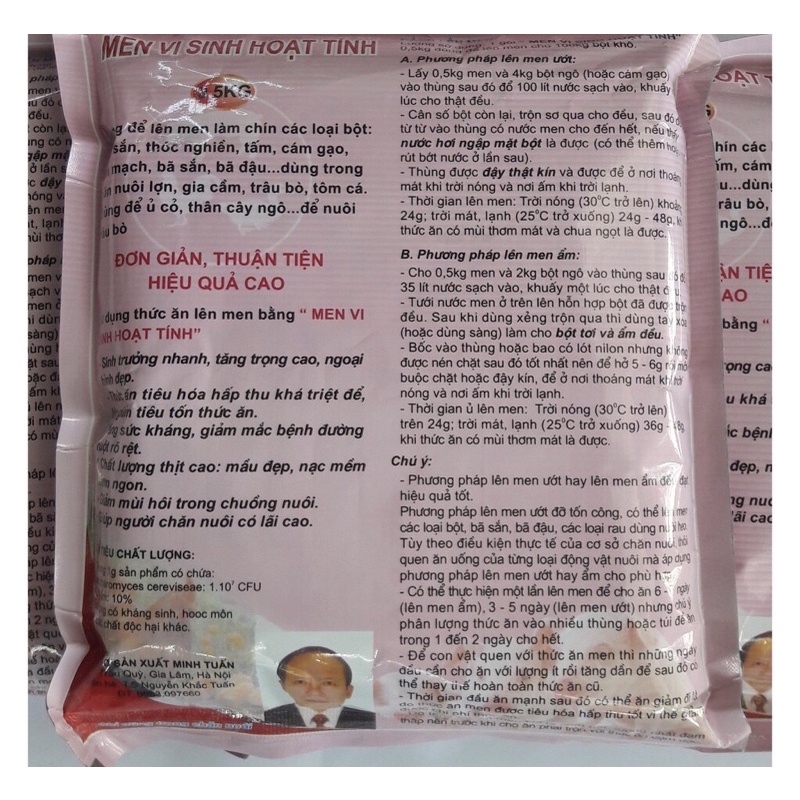 MEN VI SINH HOẠT TÍNH
5KG
để lên men làm chín các loại bột:
sắn, thóc nghiền, tấm, cám gạo,
mạch, bã sắn, bã đậu...dùng trong
nuôi lợn, gia cầm, trâu bò, tôm cá.
để ủ cỏ, thân cây ngô...để nuôi
bò
ĐƠN GIẢN, THUẬN TIỆN
HIỆU QUẢ CAO
dụng thức ăn lên men bằng “ MEN VI
HOẠT TÍNH”
Sinh trưởng nhanh, tăng trọng cao, ngoại
đẹp.
ăn tiêu hóa hấp thu khá triệt để,
tiêu tốn thức ăn.
sức kháng, giảm mắc bệnh đường
ruột rõ rệt.
Chất lượng thịt cao: mầu đẹp, nạc mềm
ngon.
Giảm mùi hôi trong chuồng nuôi.
Giúp người chăn nuôi có lãi cao.
TIÊU CHẤT LƯỢNG:
1g sản phẩm có chứa:
cereviseae: 1.10⁷ CFU
10%
có kháng sinh, hooc môn
chất độc hại khác.
SẢN XUẤT MINH TUẤN
Quỳ, Gia Lâm, Hà Nội
Nguyễn Khắc Tuấn
097660
A. Phương pháp lên men ướt:
- Lấy 0,5kg men và 4kg bột ngô (hoặc cám gạo)
vào thùng sau đó đổ 100 lít nước sạch vào, khuấy
lúc cho thật đều.
- Cân số bột còn lại, trộn sơ qua cho đều, sau đó
từ từ vào thùng có nước men cho đến hết, nếu
nước hơi ngập mặt bột là được (có thể thêm
rút bớt nước ở lần sau).
- Thùng được đậy thật kín và được để ở nơi thoáng
mát khi trời nóng và nơi ấm khi trời lạnh.
- Thời gian lên men: Trời nóng (30°C trở lên) khoảng
24g; trời mát, lạnh (25°C trở xuống) 24g - 48g,
thức ăn có mùi thơm mát và chua ngọt là được.
B. Phương pháp lên men ẩm:
- Cho 0,5kg men và 2kg bột ngô vào thùng sau đó
35 lít nước sạch vào, khuấy một lúc cho thật đều.
- Tưới nước men ở trên lên hỗn hợp bột đã được trộn
đều. Sau khi dùng xẻng trộn qua thì dùng tay
(hoặc dùng sàng) làm cho bột tơi và ẩm đều.
- Bốc vào thùng hoặc bao có lót nilon nhưng không
được nén chặt sau đó tốt nhất nên để hở 5 - 6g rồi mới
buộc chặt hoặc đậy kín, để ở nơi thoáng mát khi trời
nóng và nơi ấm khi trời lạnh.
- Thời gian ủ lên men: Trời nóng (30°C trở lên)
trên 24g; trời mát, lạnh (25°C trở xuống) 36g - 48g
khi thức ăn có mùi thơm mát là được.
Chú ý:
- Phương pháp lên men ướt hay lên men ẩm đều đạt
hiệu quả tốt.
Phương pháp lên men ướt đỡ tốn công, có thể lên men
các loại bột, bã sắn, bã đậu, các loại rau dùng nuôi heo.
Tùy theo điều kiện thực tế của cơ sở chăn nuôi, thói
quen ăn uống của từng loại động vật nuôi mà áp dụng
phương pháp lên men ướt hay ẩm cho phù hợp.
- Có thể thực hiện một lần lên men để cho ăn 6 - ngày
(lên men ẩm), 3 - 5 ngày (lên men ướt) nhưng chú ý
phân lượng thức ăn vào nhiều thùng hoặc túi để ăn
trong 1 đến 2 ngày cho hết.
- Để con vật quen với thức ăn men thì những ngày
đầu cần cho ăn với lượng ít rồi tăng dần để sau đó có
thể thay thế hoàn toàn thức ăn cũ.
- Thời gian đầu ăn mạnh sau đó có thể ăn giảm đi là
do thức ăn men được tiêu hóa hấp thu tốt vì thế